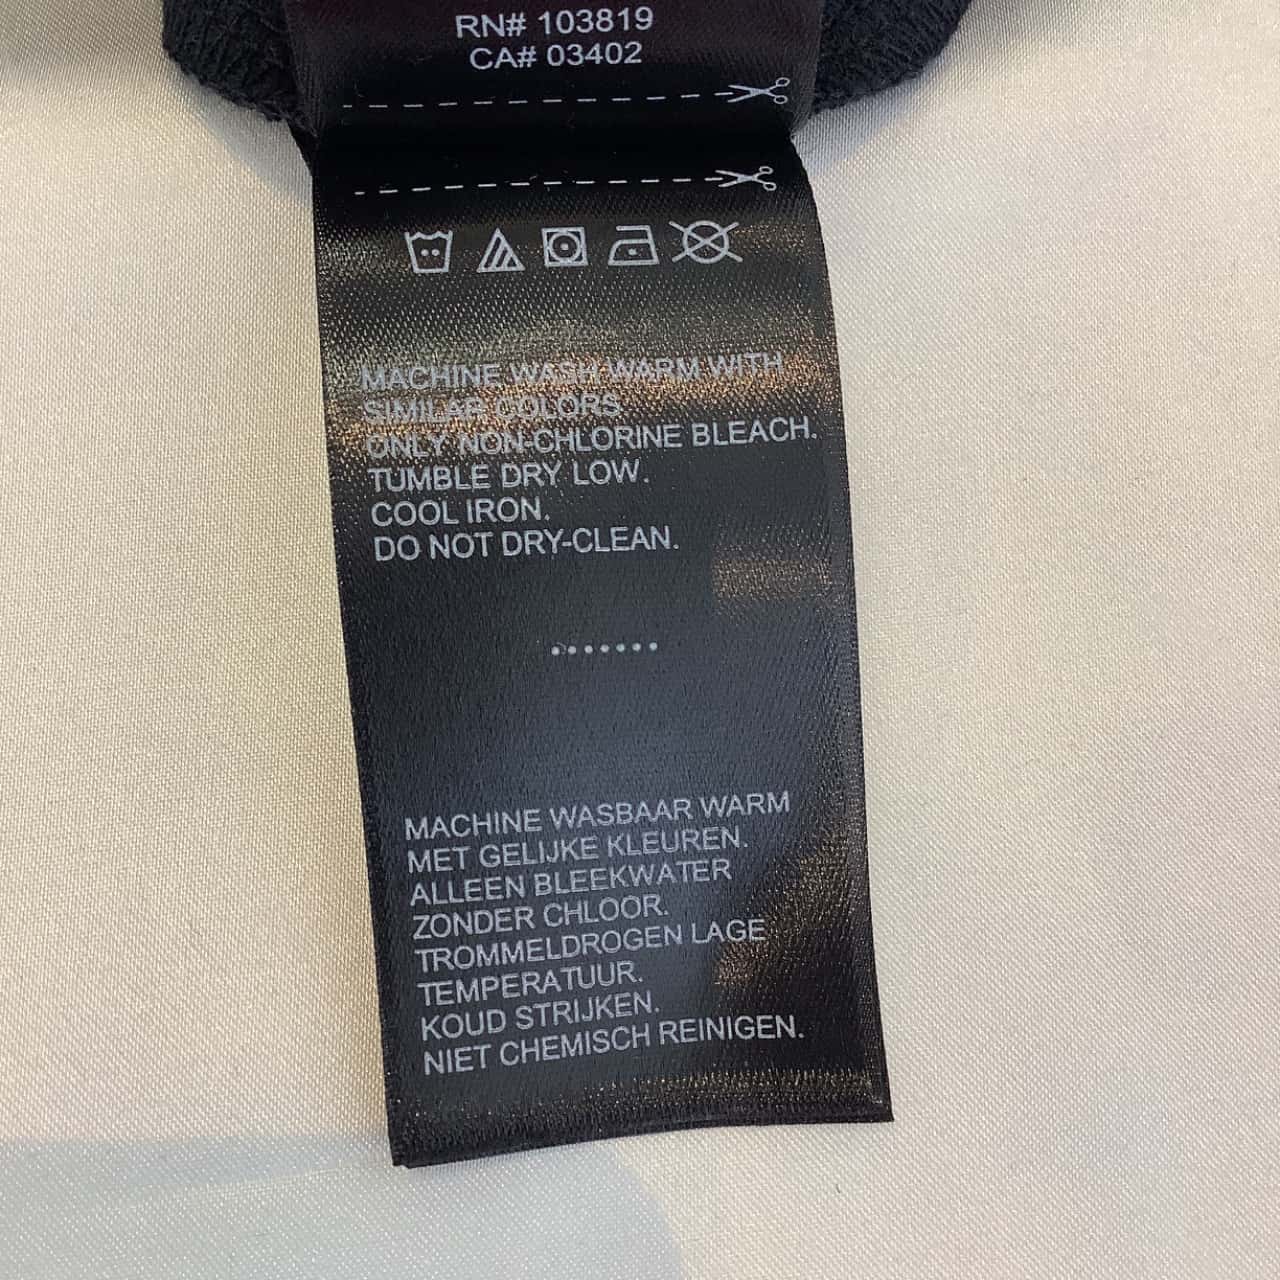 RN# 103819
CA# 03402
MACHINE WASH WARM WITH
SIMILAR COLORS
ONLY NON-CHLORINE BLEACH.
TUMBLE DRY LOW.
COOL IRON.
DO NOT DRY-CLEAN.
MACHINE WASBAAR WARM
MET GELIJKE KLEUREN.
ALLEEN BLEEKWATER
ZONDER CHLOOR.
TROMMELDROGEN LAGE
TEMPERATUUR.
KOUD STRIJKEN.
NIET CHEMISCH REINIGEN.